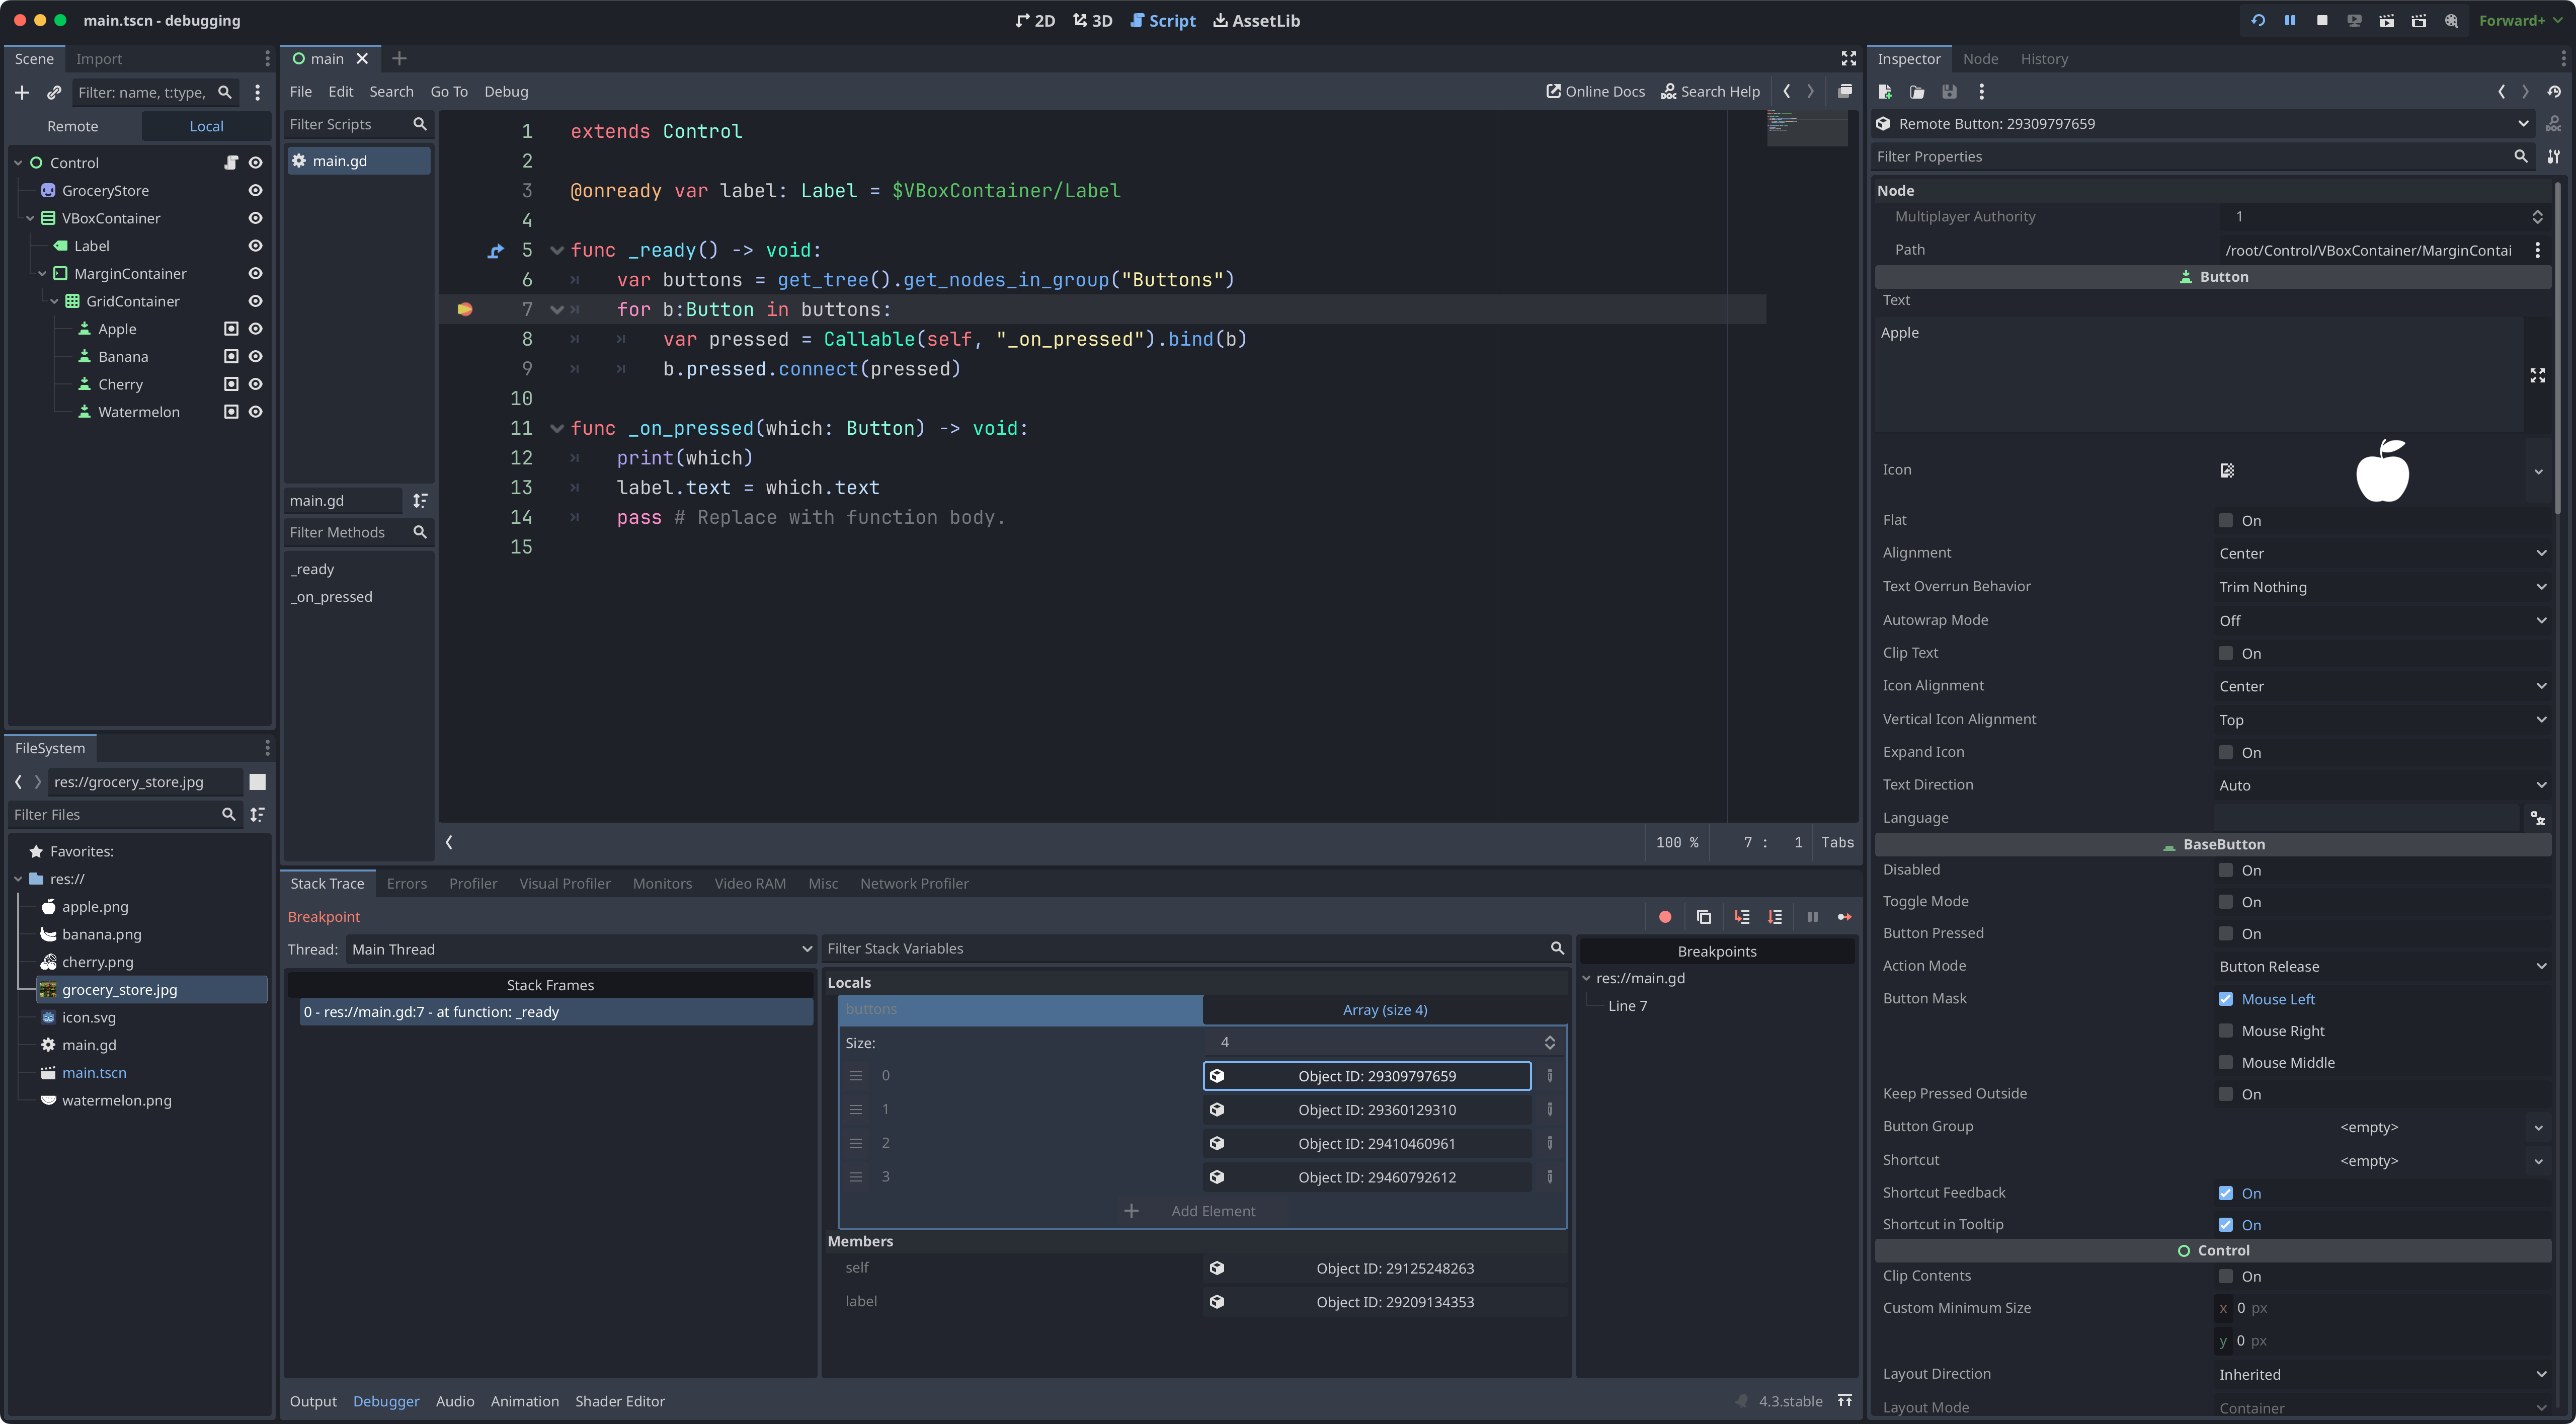 main.tscn - debugging
2D 3D Script AssetLib
Forward+
Scene Import
Filter: name, t:type,
Remote Local
Control
GroceryStore
VBoxContainer
Label
MarginContainer
GridContainer
Apple
Banana
Cherry
Watermelon
FileSystem
res://grocery_store.jpg
Filter Files
Favorites:
res://
apple.png
banana.png
cherry.png
grocery_store.jpg
icon.svg
main.gd
main.tscn
watermelon.png
main
File Edit Search Go To Debug
Online Docs Search Help
Filter Scripts
main.gd
main.gd
Filter Methods
_ready
_on_pressed
1 extends Control
2
3 @onready var label: Label = $VBoxContainer/Label
4
5 func _ready() -> void:
6 var buttons = get_tree().get_nodes_in_group("Buttons")
7 for b:Button in buttons:
8 var pressed = Callable(self, "_on_pressed").bind(b)
9 b.pressed.connect(pressed)
10
11 func _on_pressed(which: Button) -> void:
12 print(which)
13 label.text = which.text
14 pass # Replace with function body.
15
100 % 7 : 1 Tabs
Stack Trace Errors Profiler Visual Profiler Monitors Video RAM Misc Network Profiler
Breakpoint
Thread: Main Thread
Stack Frames
0 - res://main.gd:7 - at function: _ready
Filter Stack Variables
Locals
buttons Array (size 4)
Size: 4
0 Object ID: 29309797659
1 Object ID: 29360129310
2 Object ID: 29410460961
3 Object ID: 29460792612
Add Element
Members
self Object ID: 29125248263
label Object ID: 29209134353
Breakpoints
res://main.gd
Line 7
Output Debugger Audio Animation Shader Editor
4.3.stable
Inspector Node History
Remote Button: 29309797659
Filter Properties
Node
Multiplayer Authority 1
Path /root/Control/VBoxContainer/MarginContai
Button
Text
Apple
Icon
Flat On
Alignment Center
Text Overrun Behavior Trim Nothing
Autowrap Mode Off
Clip Text On
Icon Alignment Center
Vertical Icon Alignment Top
Expand Icon On
Text Direction Auto
Language
BaseButton
Disabled On
Toggle Mode On
Button Pressed On
Action Mode Button Release
Button Mask Mouse Left
Mouse Right
Mouse Middle
Keep Pressed Outside On
Button Group <empty>
Shortcut <empty>
Shortcut Feedback On
Shortcut in Tooltip On
Control
Clip Contents On
Custom Minimum Size x 0 px
y 0 px
Layout Direction Inherited
Layout Mode Container